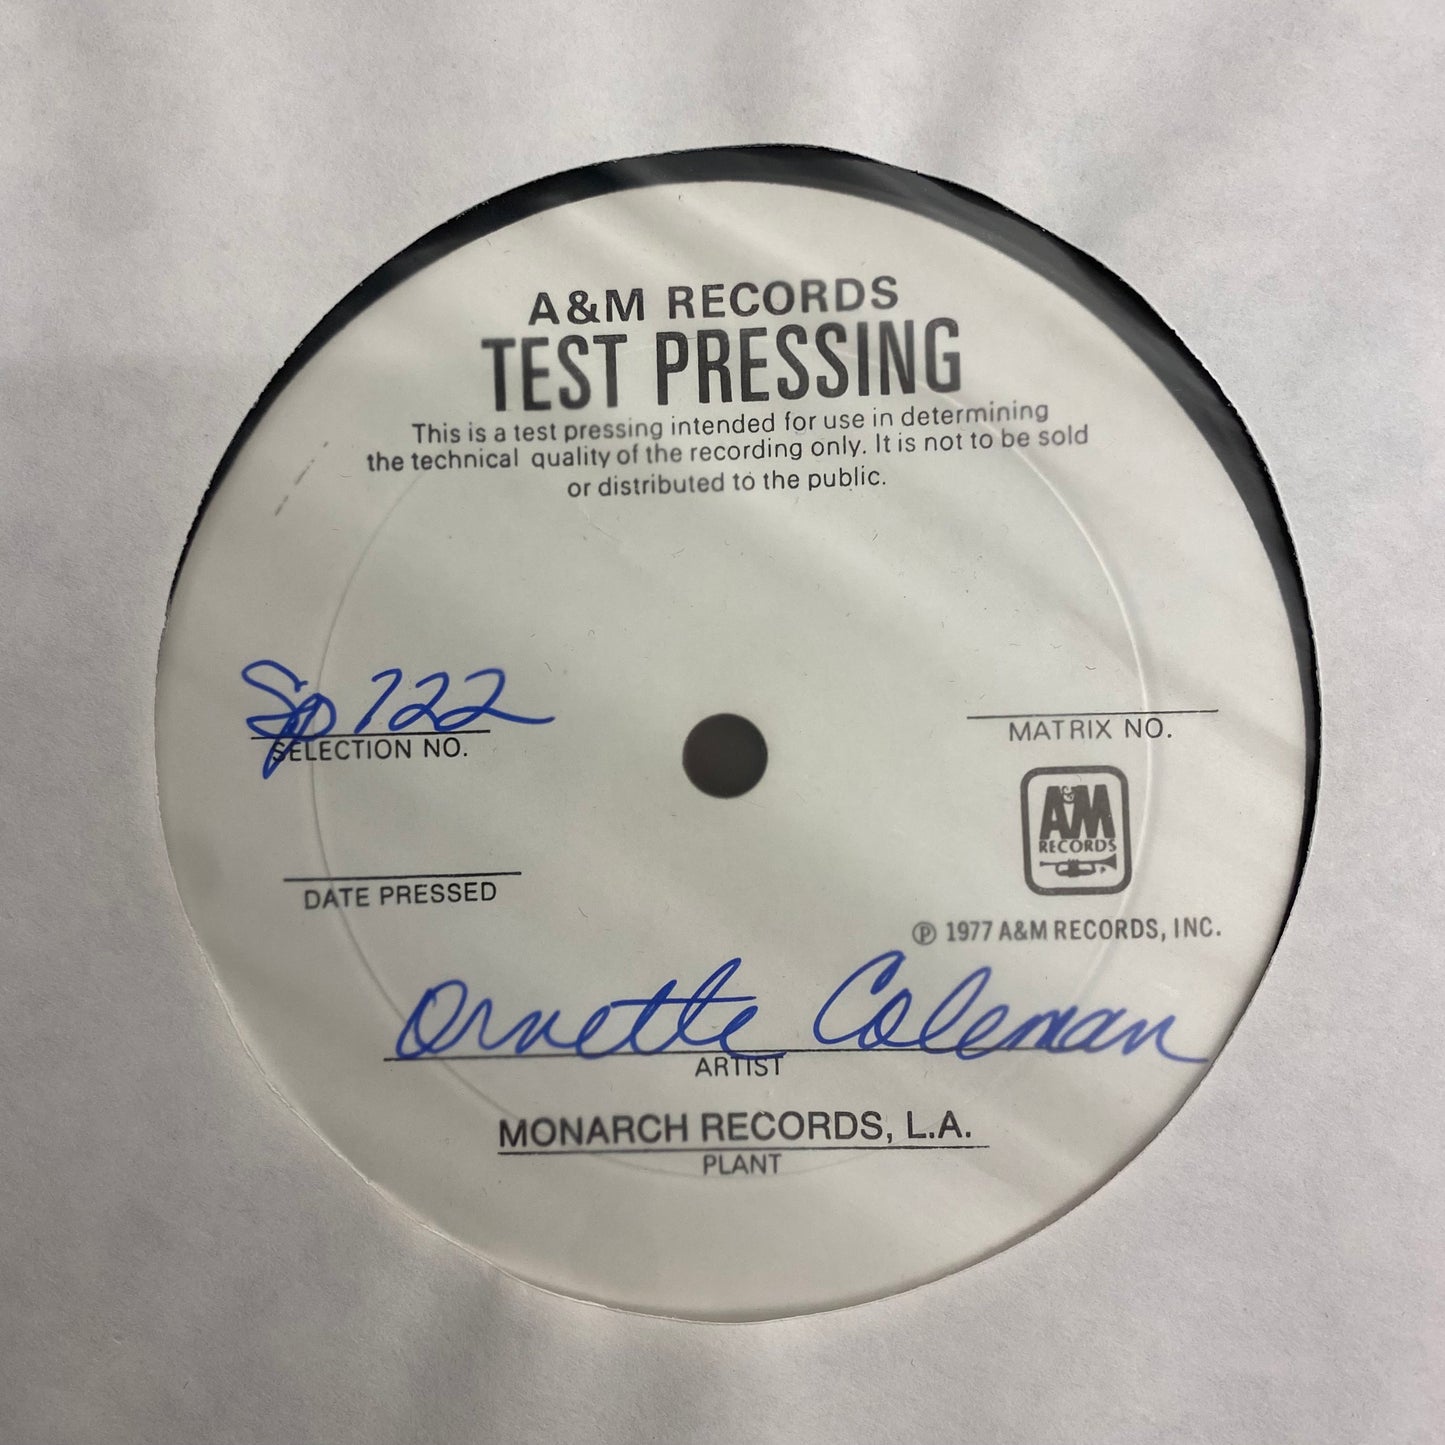 A&M RECORDS
TEST PRESSING
This is a test pressing intended for use in determining
the technical quality of the recording only. It is not to be sold
or distributed to the public.
Sp 722
SELECTION NO.
MATRIX NO.
A&M
RECORDS
DATE PRESSED
℗ 1977 A&M RECORDS, INC.
Ornette Coleman
ARTIST
MONARCH RECORDS, L.A.
PLANT